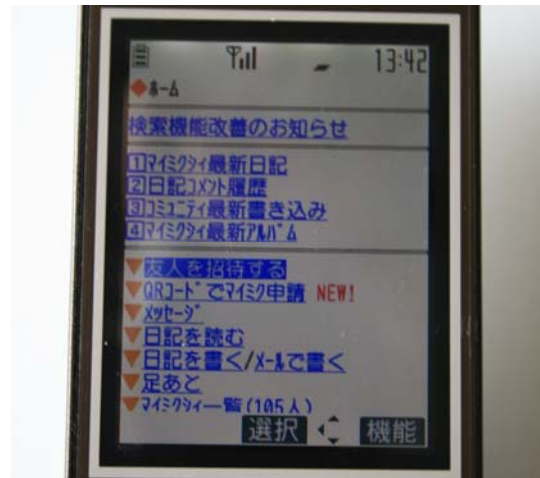 13:42
◆ﾎｰﾑ
検索機能改善のお知らせ
1ﾏｲﾐｸｼｨ最新日記
2日記ｺﾒﾝﾄ履歴
3ｺﾐｭﾆﾃｨ最新書き込み
4ﾏｲﾐｸｼｨ最新ｱﾙﾊﾞﾑ
▼友人を招待する
▼QRｺｰﾄﾞでﾏｲﾐｸ申請 NEW!
▼ﾒｯｾｰｼﾞ
▼日記を読む
▼日記を書く/ﾒｰﾙで書く
▼足あと
▼ﾏｲﾐｸｼｨ一覧(105人)
選択 機能